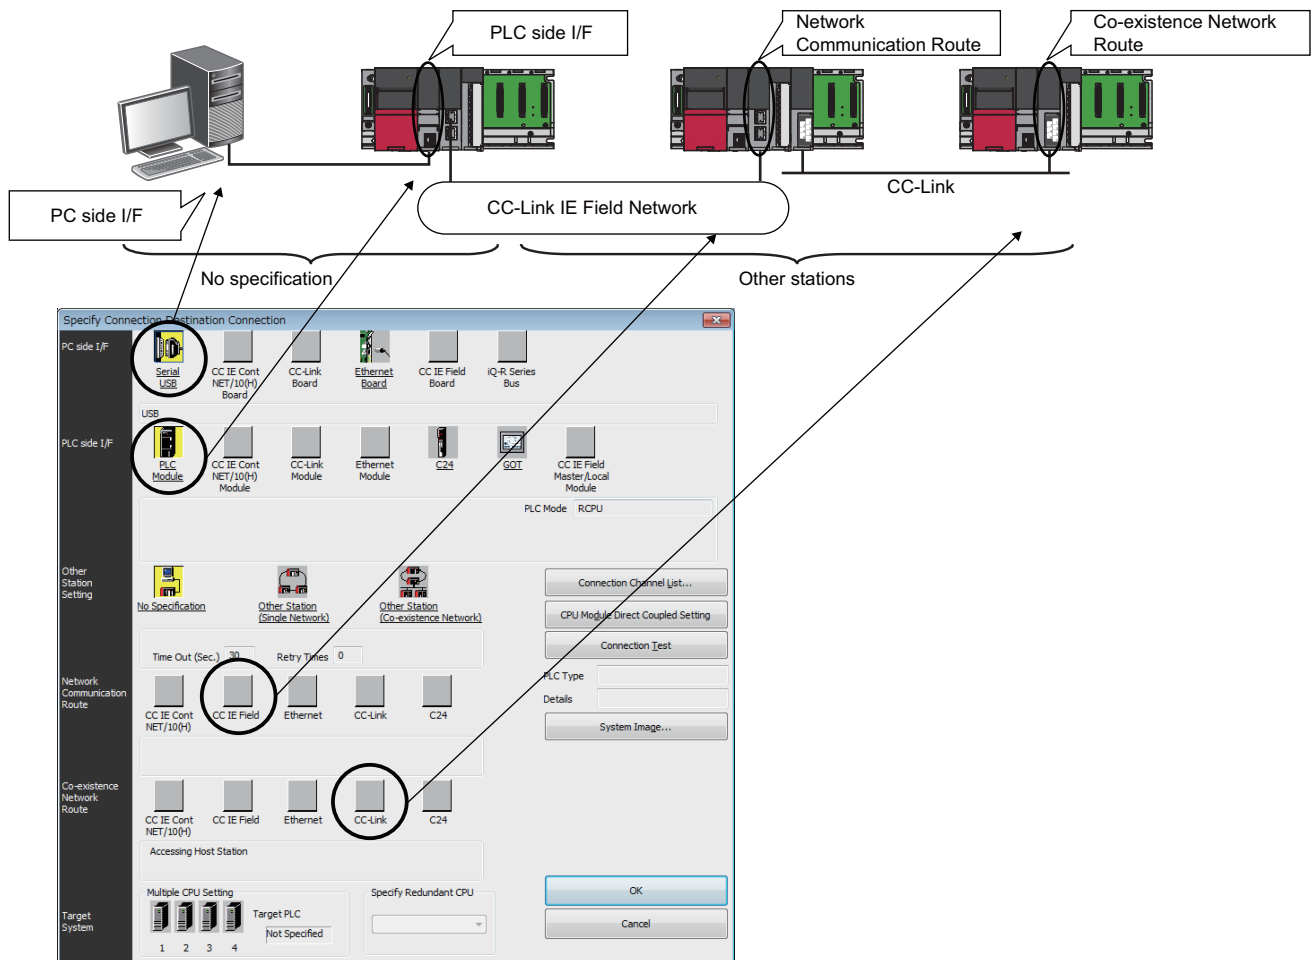 PLC side I/F
Network
Communication Route
Co-existence Network
Route
PC side I/F
CC-Link IE Field Network
CC-Link
No specification
Other stations
Specify Connection Destination Connection
PC side I/F
Serial
USB
CC IE Cont
NET/10(H)
Board
CC-Link
Board
Ethernet
Board
CC IE Field
Board
iQ-R Series
Bus
USB
PLC side I/F
PLC
Module
CC IE Cont
NET/10(H)
Module
CC-Link
Module
Ethernet
Module
C24
GOT
CC IE Field
Master/Local
Module
PLC Mode RCPU
Other
Station
Setting
No Specification
Other Station
(Single Network)
Other Station
(Co-existence Network)
Connection Channel List...
CPU Module Direct Coupled Setting
Connection Test
Time Out (Sec.) 30 Retry Times 0
PLC Type
Details
System Image...
Network
Communication
Route
CC IE Cont
NET/10(H)
CC IE Field
Ethernet
CC-Link
C24
Co-existence
Network
Route
CC IE Cont
NET/10(H)
CC IE Field
Ethernet
CC-Link
C24
Accessing Host Station
Target
System
Multiple CPU Setting
1 2 3 4
Target PLC
Not Specified
Specify Redundant CPU
OK
Cancel